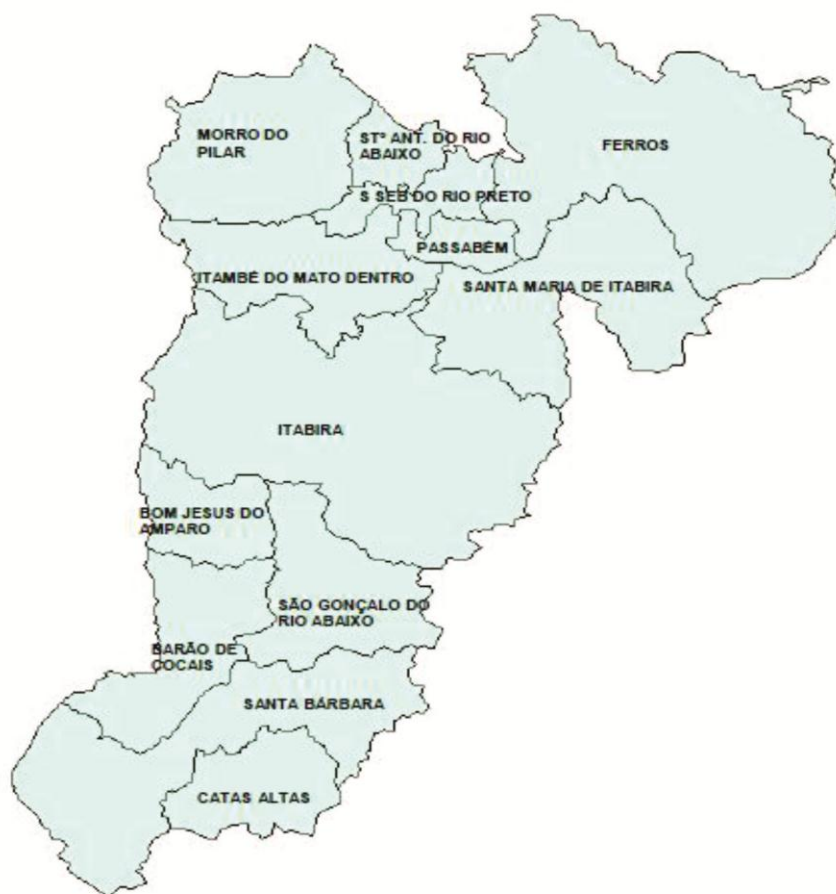 MORRO DO
PILAR
STº ANT. DO RIO
ABAIXO
FERROS
S SEB DO RIO PRETO
PASSABÉM
ITAMBÉ DO MATO DENTRO
SANTA MARIA DE ITABIRA
ITABIRA
BOM JESUS DO
AMPARO
SÃO GONÇALO DO
RIO ABAIXO
BARÃO DE
COCAIS
SANTA BÁRBARA
CATAS ALTAS